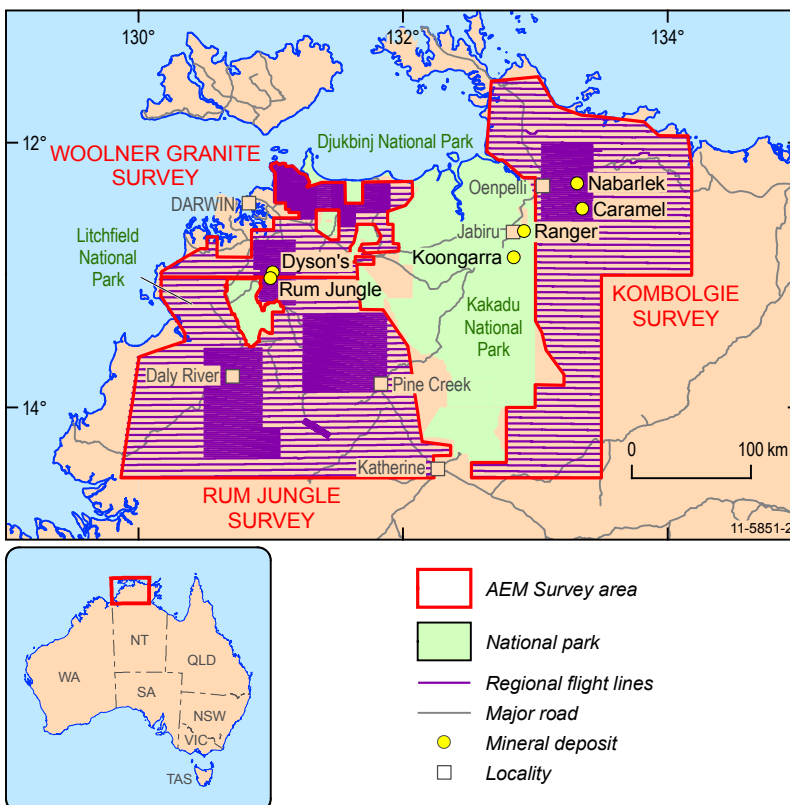 130°
132°
134°
12°
14°
Djukbinj National Park
WOOLNER GRANITE
SURVEY
DARWIN
Oenpelli
Nabarlek
Caramel
Jabiru
Ranger
Koongarra
Litchfield
National
Park
Dyson's
Rum Jungle
KOMBOLGIE
SURVEY
Kakadu
National
Park
Daly River
Pine Creek
Katherine
RUM JUNGLE
SURVEY
0
100 km
11-5851-2
NT
WA
QLD
SA
NSW
VIC
TAS
AEM Survey area
National park
Regional flight lines
Major road
Mineral deposit
Locality